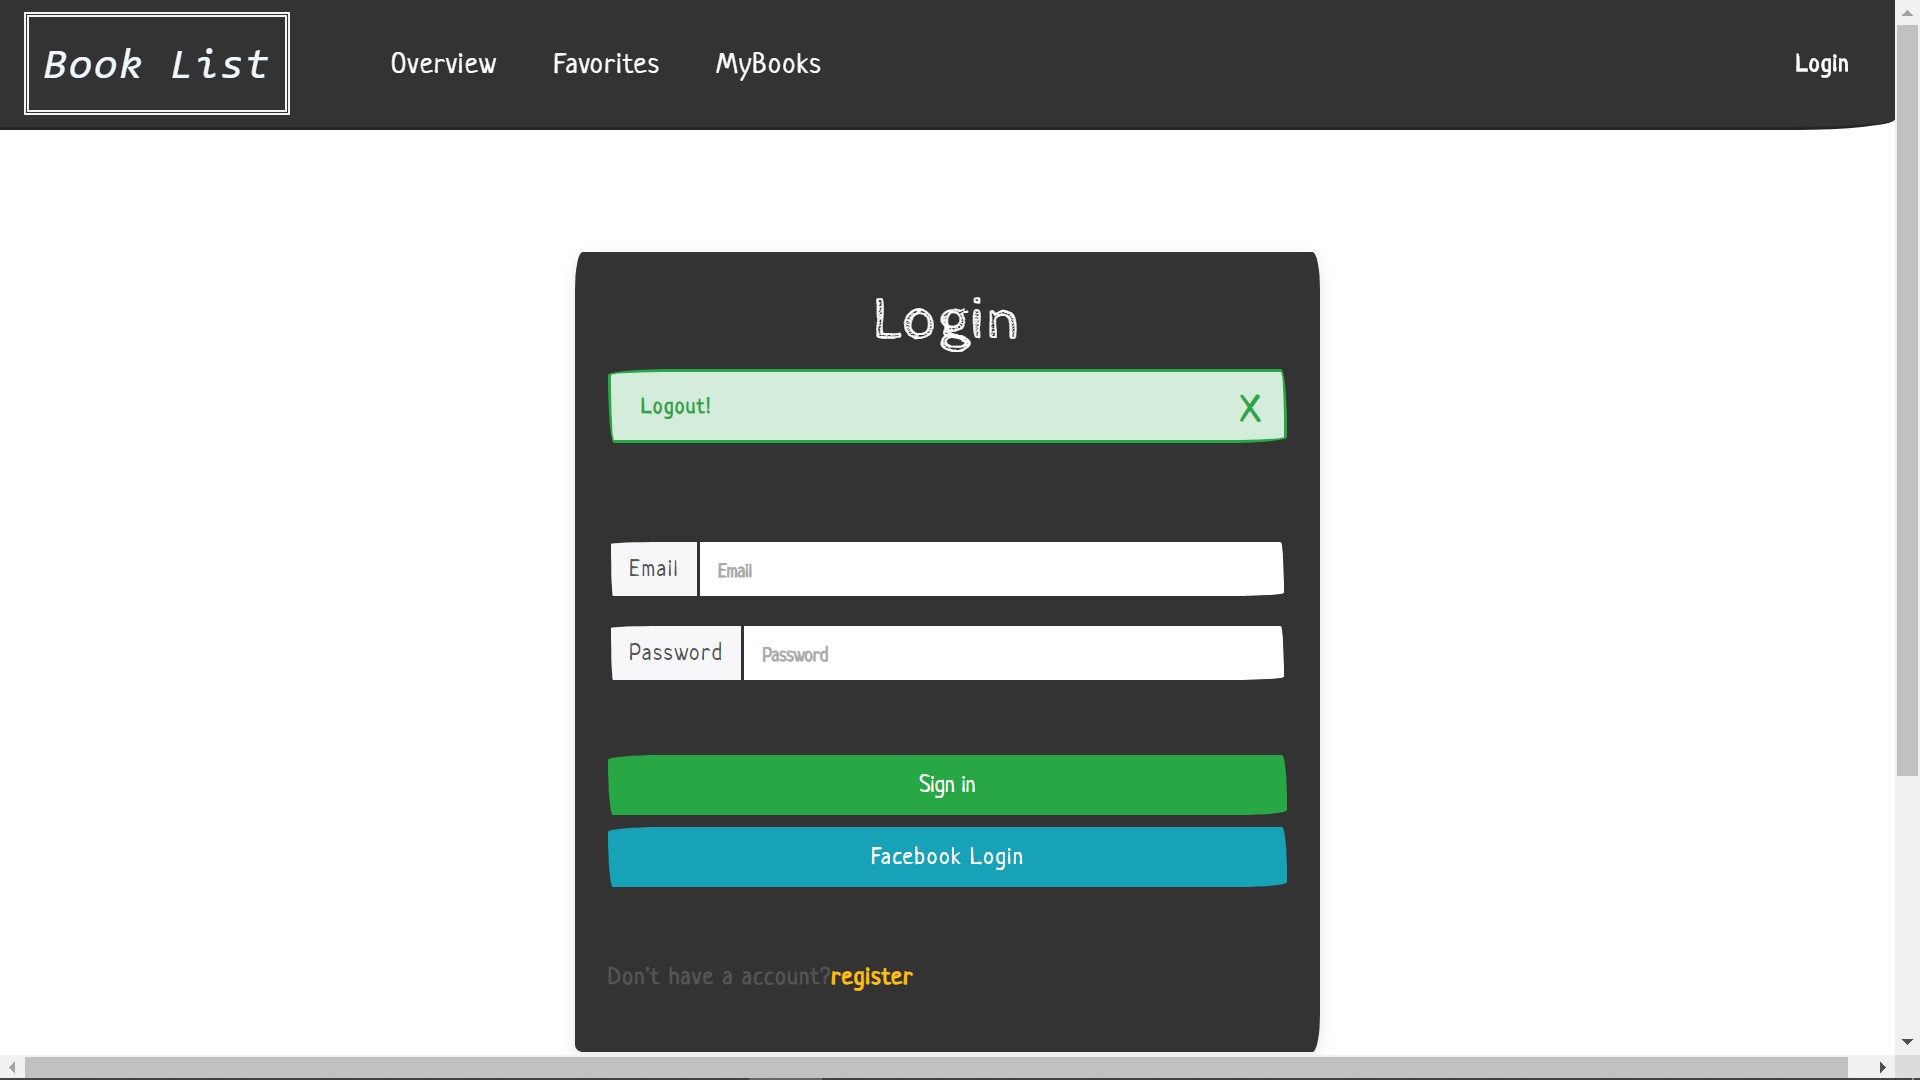 Book List
Overview Favorites MyBooks Login
Login
Logout! X
Email Email
Password Password
Sign in
Facebook Login
Don't have a account?register